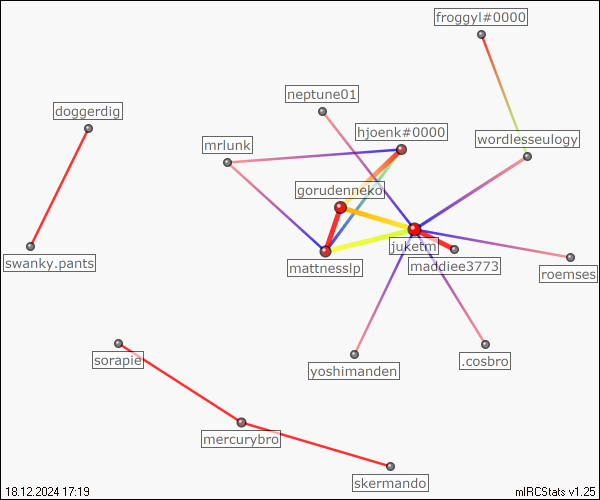 froggyl#0000
neptune01
doggerdig
hjoenk#0000
mrlunk
wordlesseulogy
gorudenneko
juketm
swanky.pants
mattnesslp
maddiee3773
roemses
sorapie
yoshimanden
.cosbro
mercurybro
skermando
18.12.2024 17:19
mIRCStats v1.25